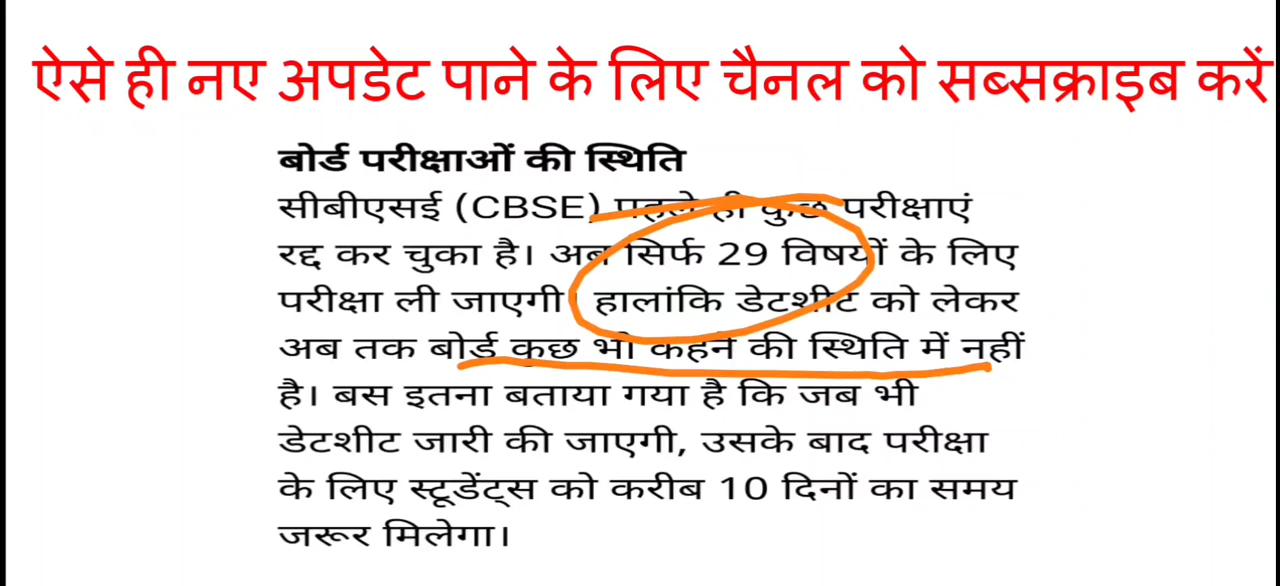 ऐसे ही नए अपडेट पाने के लिए चैनल को सब्सक्राइब करें
बोर्ड परीक्षाओं की स्थिति
सीबीएसई (CBSE) पहले ही कुछ परीक्षाएं
रद्द कर चुका है। अब सिर्फ 29 विषयों के लिए
परीक्षा ली जाएगी। हालांकि डेटशीट को लेकर
अब तक बोर्ड कुछ भी कहने की स्थिति में नहीं
है। बस इतना बताया गया है कि जब भी
डेटशीट जारी की जाएगी, उसके बाद परीक्षा
के लिए स्टूडेंट्स को करीब 10 दिनों का समय
जरूर मिलेगा।